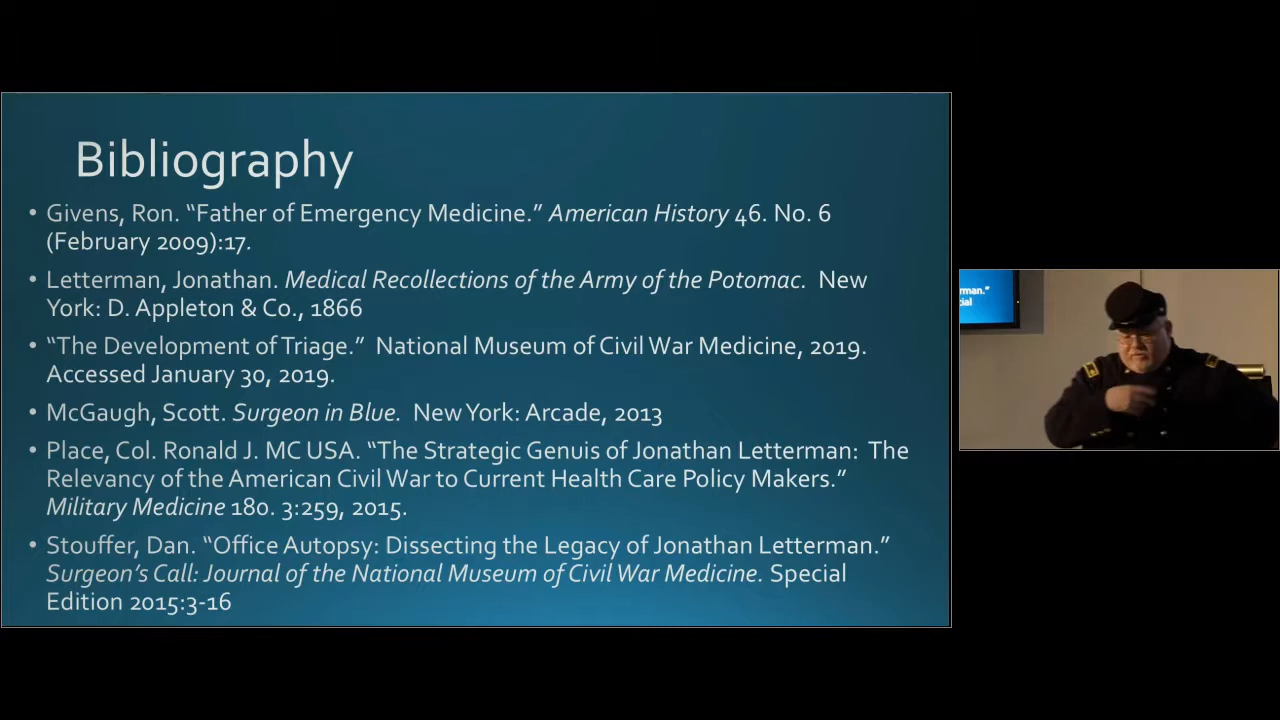 Bibliography
• Givens, Ron. “Father of Emergency Medicine.” American History 46. No. 6
(February 2009):17.
• Letterman, Jonathan. Medical Recollections of the Army of the Potomac. New
York: D. Appleton & Co., 1866
• “The Development of Triage.” National Museum of Civil War Medicine, 2019.
Accessed January 30, 2019.
• McGaugh, Scott. Surgeon in Blue. New York: Arcade, 2013
• Place, Col. Ronald J. MC USA. “The Strategic Genuis of Jonathan Letterman: The
Relevancy of the American Civil War to Current Health Care Policy Makers.”
Military Medicine 180. 3:259, 2015.
• Stouffer, Dan. “Office Autopsy: Dissecting the Legacy of Jonathan Letterman.”
Surgeon’s Call: Journal of the National Museum of Civil War Medicine. Special
Edition 2015:3-16
rman.”
cial